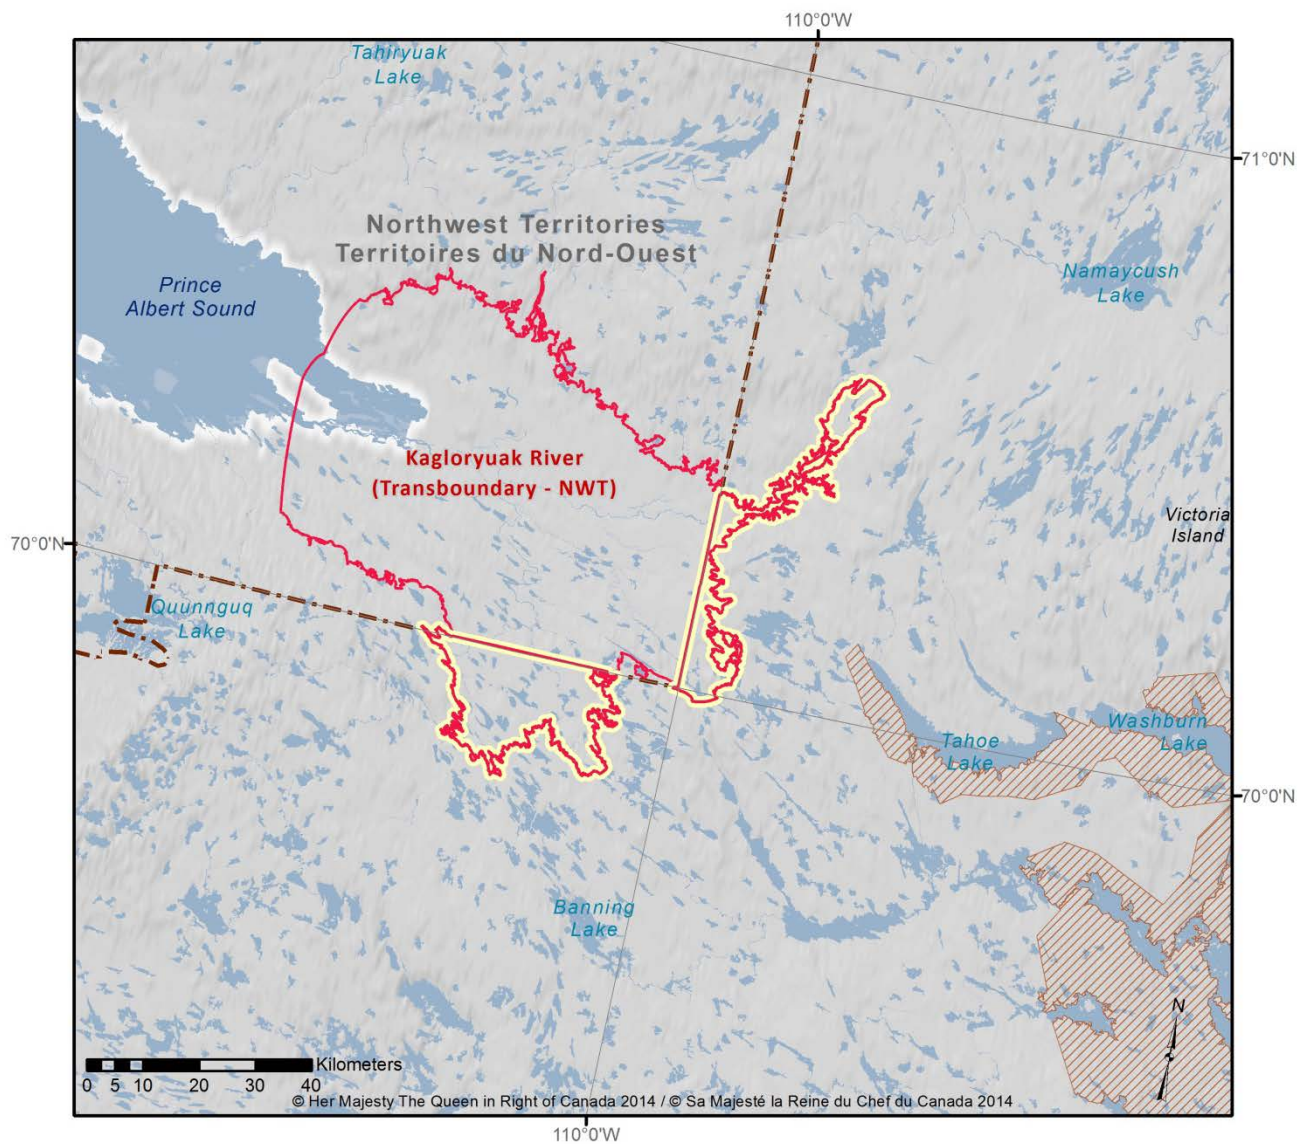 110°0'W
Tahiryuak
Lake
71°0'N
Northwest Territories
Territoires du Nord-Ouest
Namaycush
Lake
Prince
Albert Sound
Kagloryuak River
(Transboundary - NWT)
Victoria
Island
70°0'N
Quunnguq
Lake
Washburn
Lake
Tahoe
Lake
70°0'N
Banning
Lake
N
Kilometers
0 5 10 20 30 40
© Her Majesty The Queen in Right of Canada 2014 / © Sa Majesté la Reine du Chef du Canada 2014
110°0'W